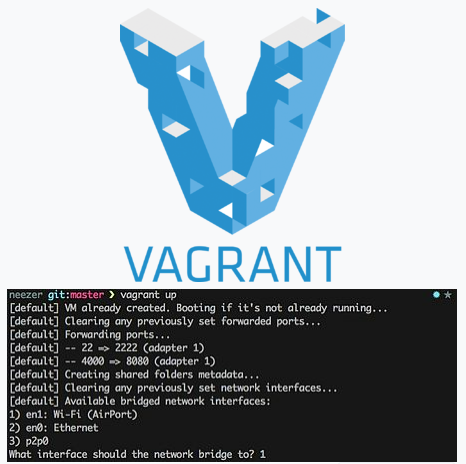 VAGRANT
neezer git:master ❯ vagrant up
[default] VM already created. Booting if it's not already running...
[default] Clearing any previously set forwarded ports...
[default] Forwarding ports...
[default] -- 22 => 2222 (adapter 1)
[default] -- 4000 => 8080 (adapter 1)
[default] Creating shared folders metadata...
[default] Clearing any previously set network interfaces...
[default] Available bridged network interfaces:
1) en1: Wi-Fi (AirPort)
2) en0: Ethernet
3) p2p0
What interface should the network bridge to? 1